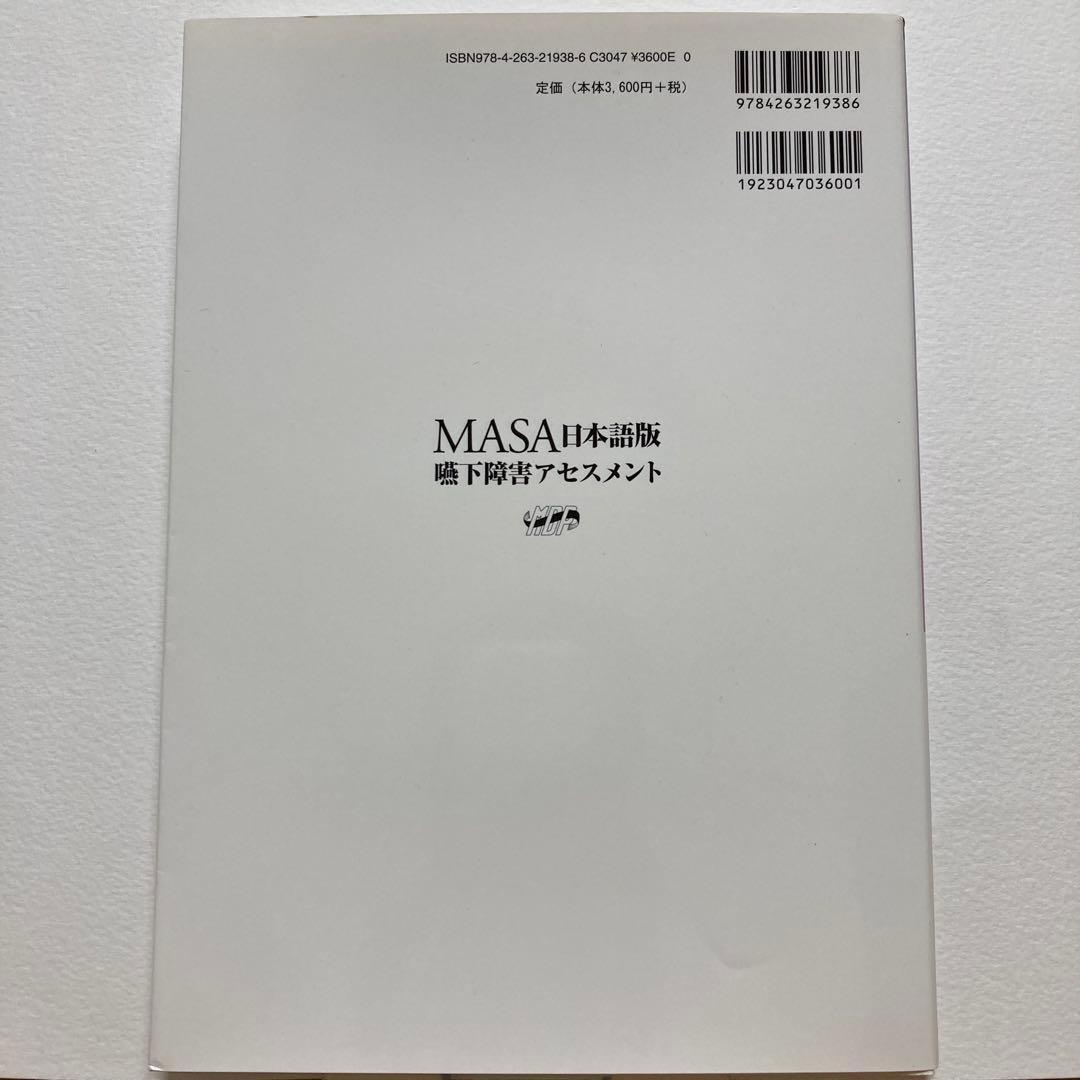 ISBN978-4-263-21938-6 C3047 ¥3600E 0
定価（本体3,600円＋税）
9784263219386
1923047036001
MASA日本語版
嚥下障害アセスメント
MDP